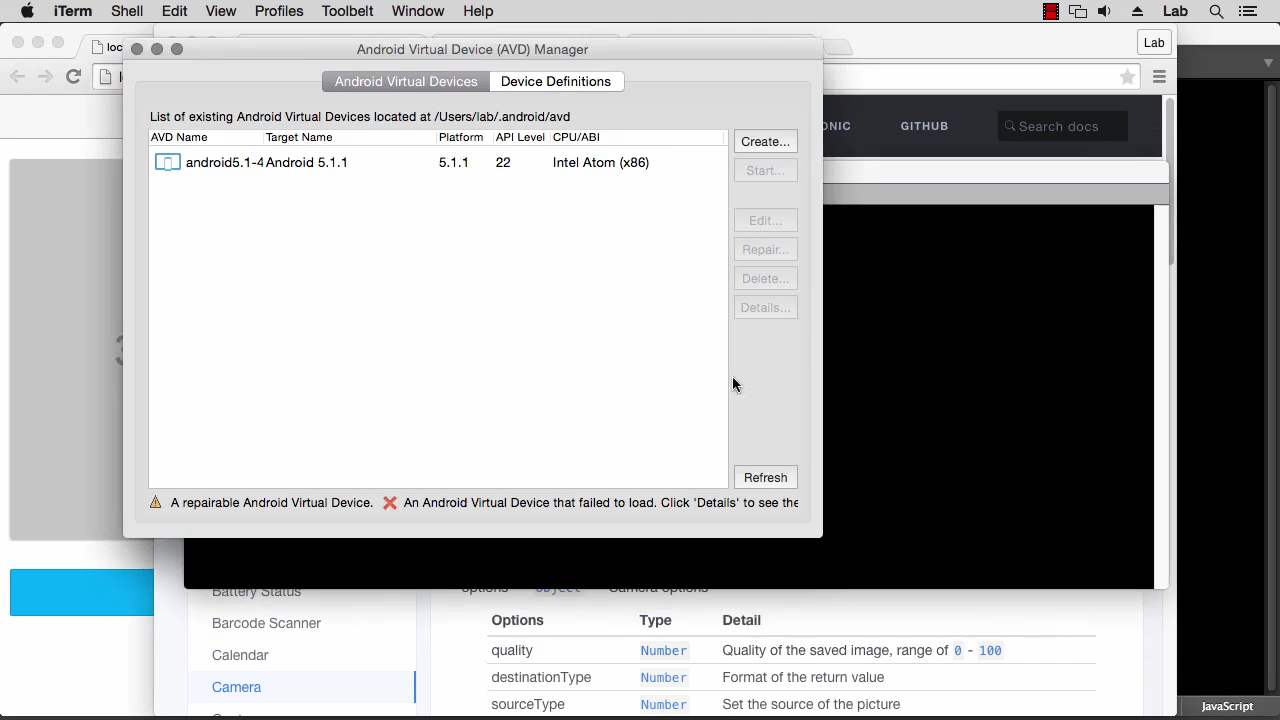 iTerm Shell Edit View Profiles Toolbelt Window Help Lab
loc
Android Virtual Device (AVD) Manager
Lab
Android Virtual Devices Device Definitions
List of existing Android Virtual Devices located at /Users/lab/.android/avd
AVD Name Target Name Platform API Level CPU/ABI
android5.1-4 Android 5.1.1 5.1.1 22 Intel Atom (x86)
Create...
Start...
Edit...
Repair...
Delete...
Details...
Refresh
A repairable Android Virtual Device. An Android Virtual Device that failed to load. Click 'Details' to see the
ONIC GITHUB Search docs
3
Battery Status
Barcode Scanner
Calendar
Camera
options Object Camera options
Options Type Detail
quality Number Quality of the saved image, range of 0 - 100
destinationType Number Format of the return value
sourceType Number Set the source of the picture
JavaScript